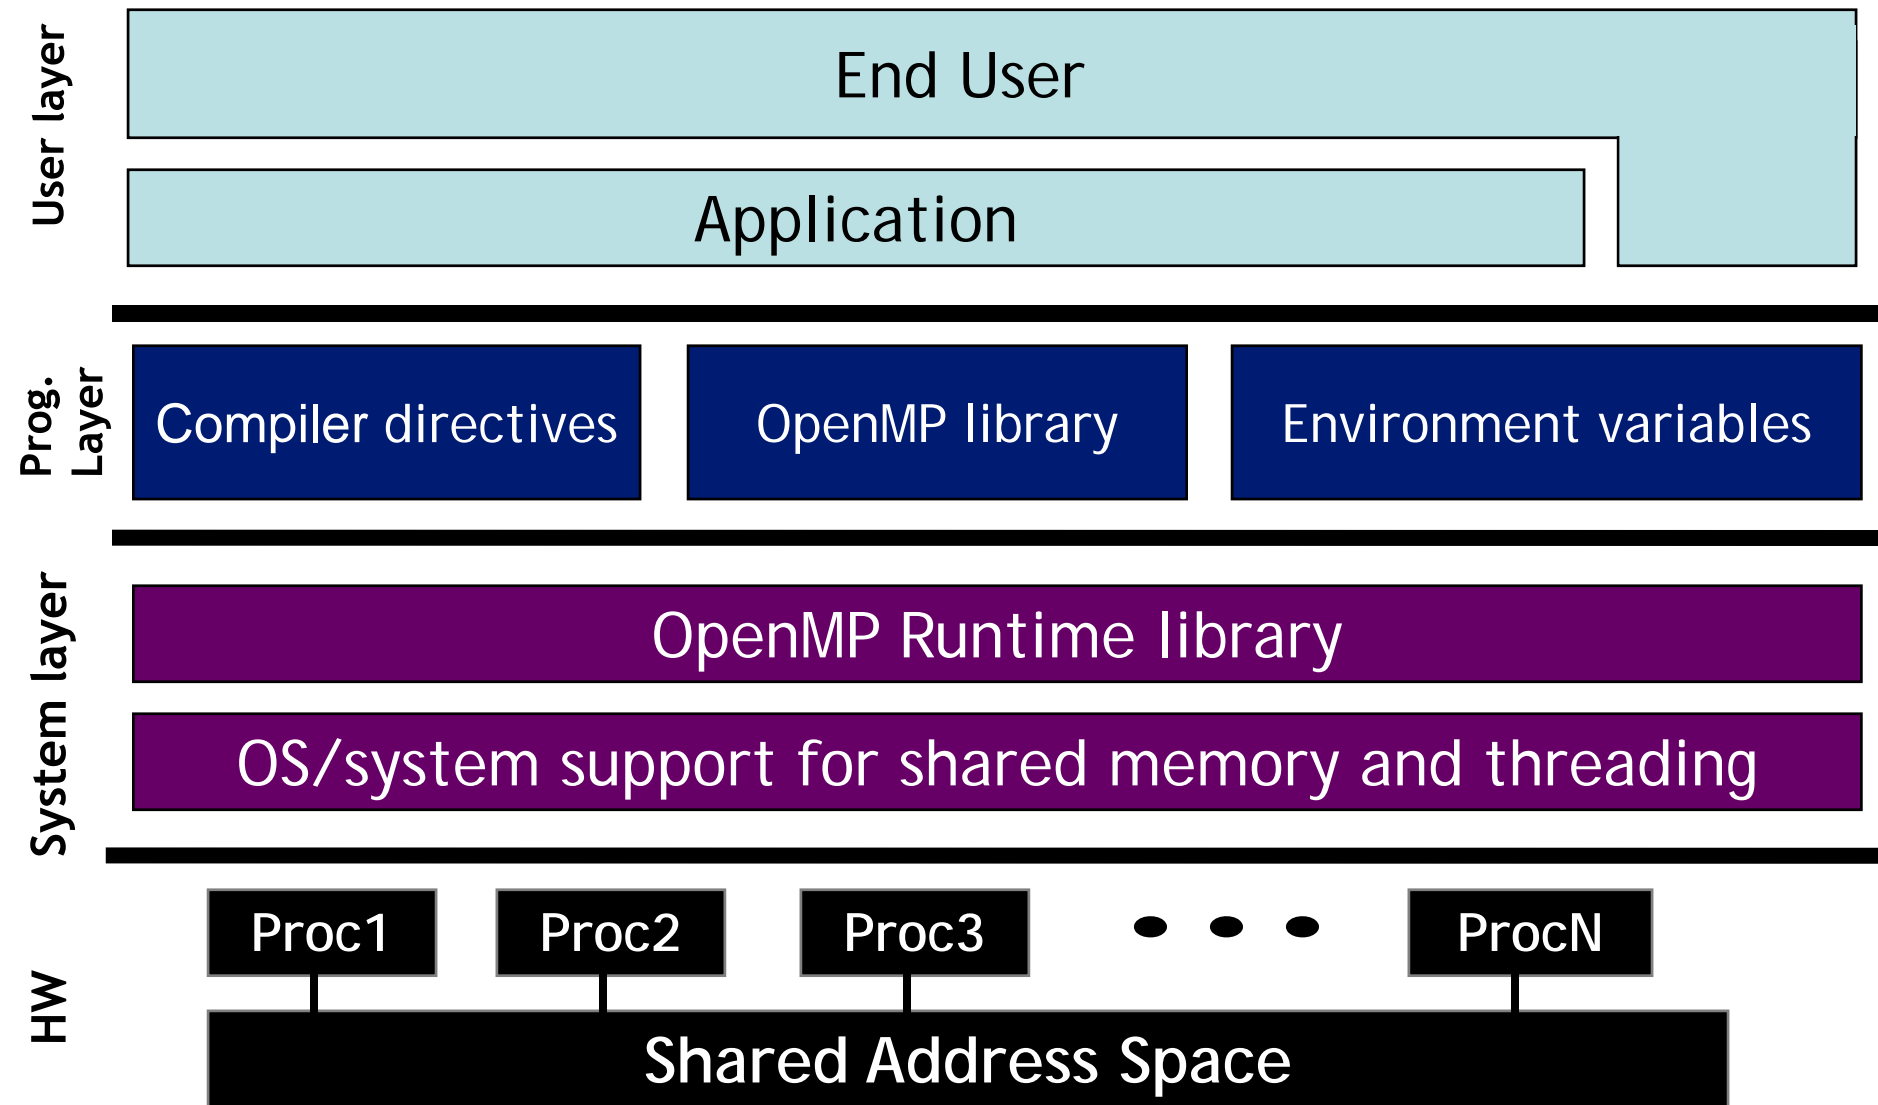 User layer
End User
Application
Prog.
Layer
Compiler directives
OpenMP library
Environment variables
System layer
OpenMP Runtime library
OS/system support for shared memory and threading
HW
Proc1
Proc2
Proc3
ProcN
Shared Address Space